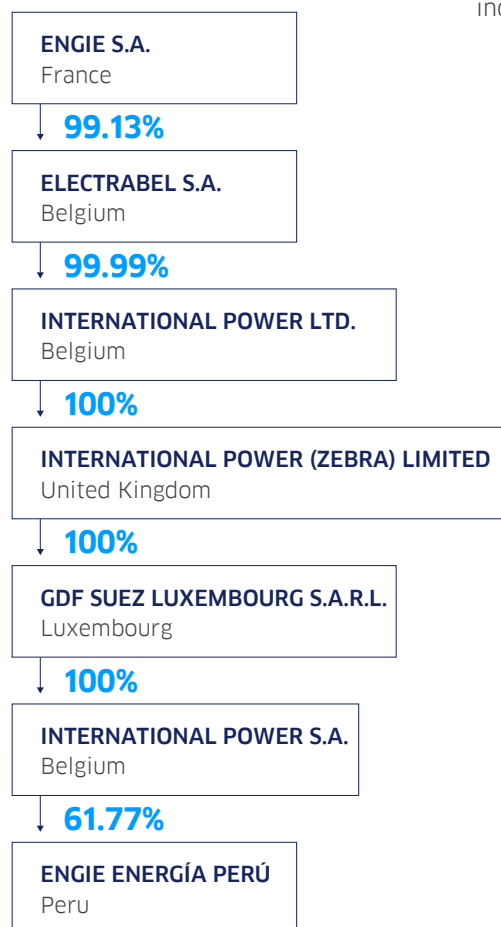 ENGIE S.A.
France
99.13%
ELECTRABEL S.A.
Belgium
99.99%
INTERNATIONAL POWER LTD.
Belgium
100%
INTERNATIONAL POWER (ZEBRA) LIMITED
United Kingdom
100%
GDF SUEZ LUXEMBOURG S.A.R.L.
Luxembourg
100%
INTERNATIONAL POWER S.A.
Belgium
61.77%
ENGIE ENERGÍA PERÚ
Peru